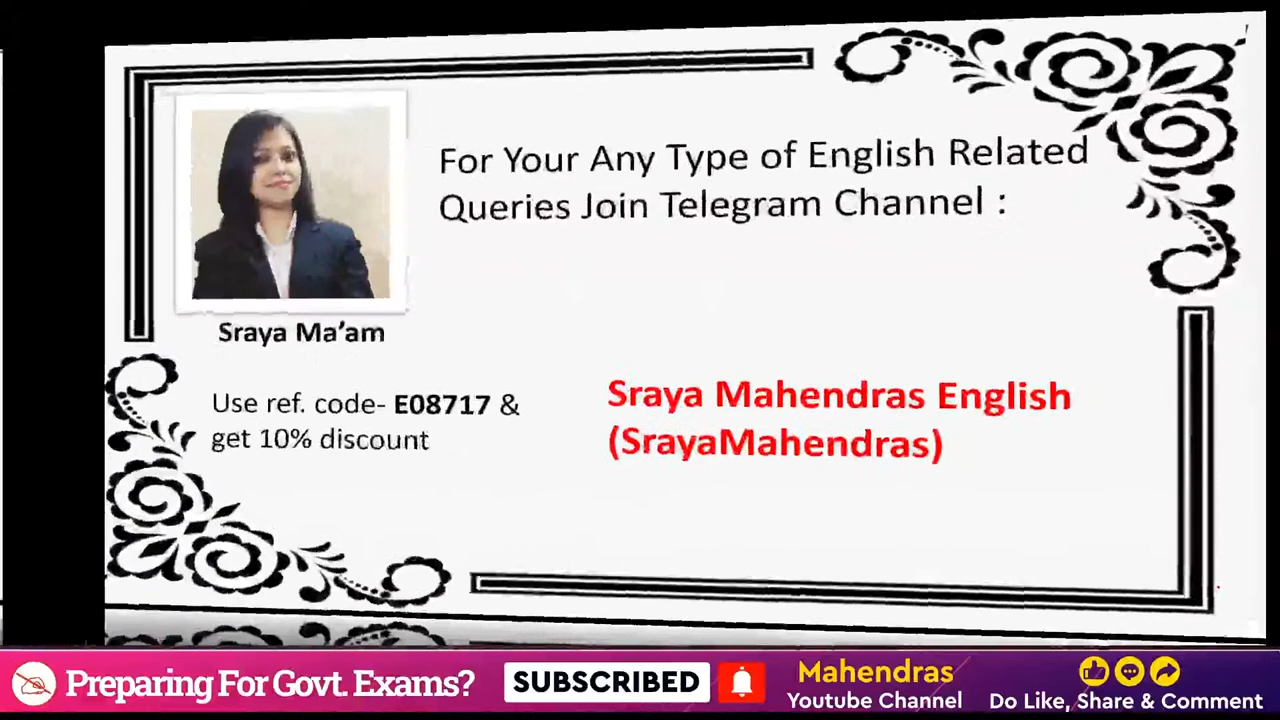 For Your Any Type of English Related
Queries Join Telegram Channel :
Sraya Ma’am
Use ref. code- E08717 &
get 10% discount
Sraya Mahendras English
(SrayaMahendras)
Preparing For Govt. Exams?
SUBSCRIBED
Mahendras
Youtube Channel
Do Like, Share & Comment